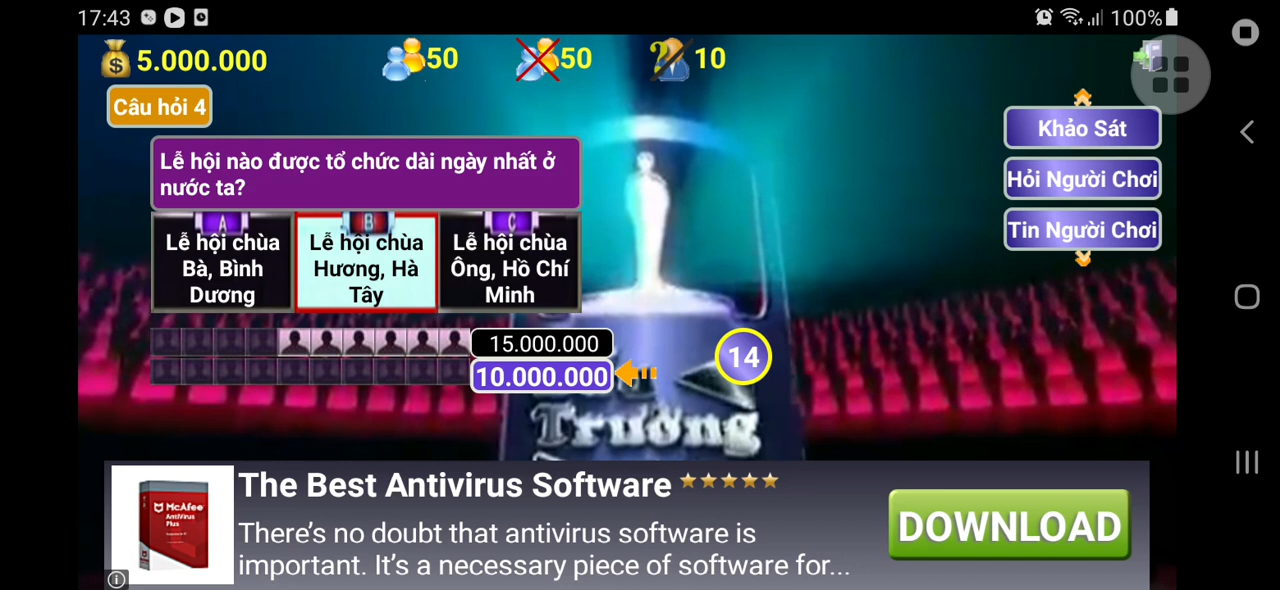 17:43
100%
5.000.000
50
50
10
Câu hỏi 4
Khảo Sát
Hỏi Người Chơi
Tin Người Chơi
Lễ hội nào được tổ chức dài ngày nhất ở
nước ta?
A
Lễ hội chùa
Bà, Bình
Dương
B
Lễ hội chùa
Hương, Hà
Tây
C
Lễ hội chùa
Ông, Hồ Chí
Minh
15.000.000
10.000.000
14
Trường
McAfee
AntiVirus
Plus
The Best Antivirus Software
There’s no doubt that antivirus software is
important. It’s a necessary piece of software for...
DOWNLOAD